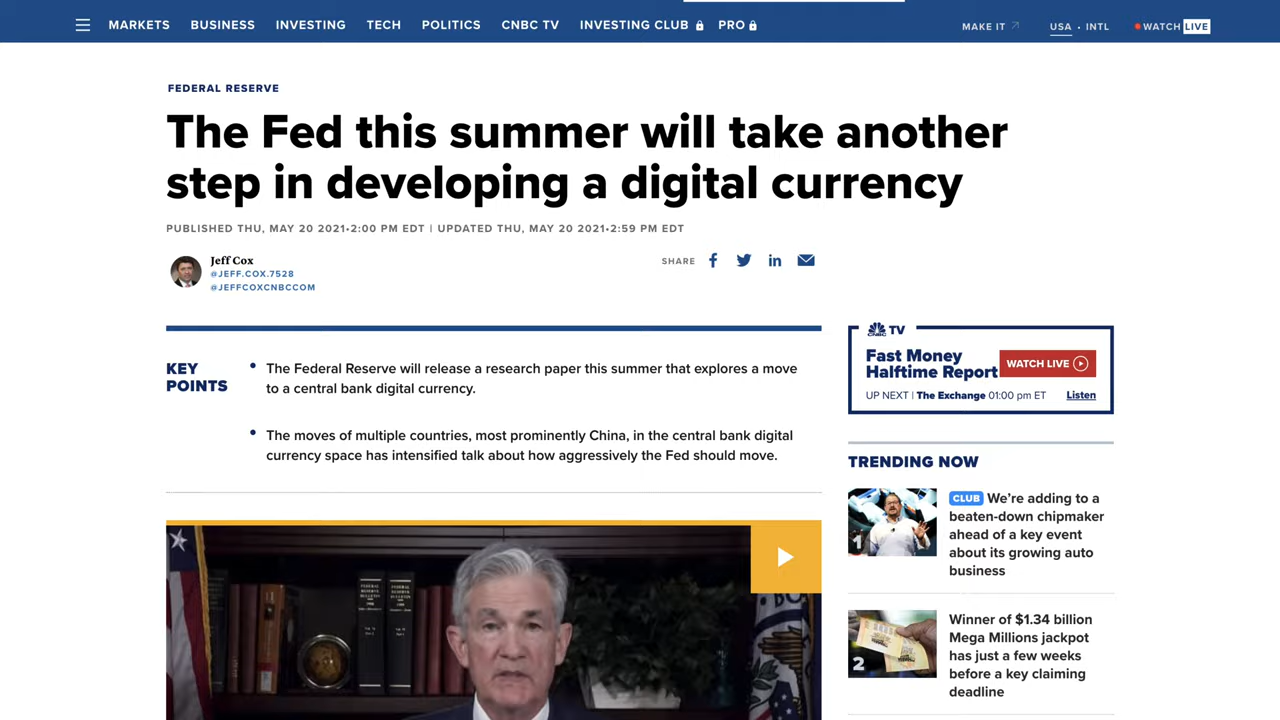 MARKETS BUSINESS INVESTING TECH POLITICS CNBC TV INVESTING CLUB PRO MAKE IT USA • INTL WATCH LIVE
FEDERAL RESERVE
The Fed this summer will take another
step in developing a digital currency
PUBLISHED THU, MAY 20 2021•2:00 PM EDT | UPDATED THU, MAY 20 2021•2:59 PM EDT
Jeff Cox
@JEFF.COX.7528
@JEFFCOXCNBCCOM
SHARE
KEY
POINTS
• The Federal Reserve will release a research paper this summer that explores a move
to a central bank digital currency.
• The moves of multiple countries, most prominently China, in the central bank digital
currency space has intensified talk about how aggressively the Fed should move.
CNBC TV
Fast Money
Halftime Report
WATCH LIVE
UP NEXT | The Exchange 01:00 pm ET Listen
TRENDING NOW
1
CLUB We’re adding to a
beaten-down chipmaker
ahead of a key event
about its growing auto
business
2
Winner of $1.34 billion
Mega Millions jackpot
has just a few weeks
before a key claiming
deadline